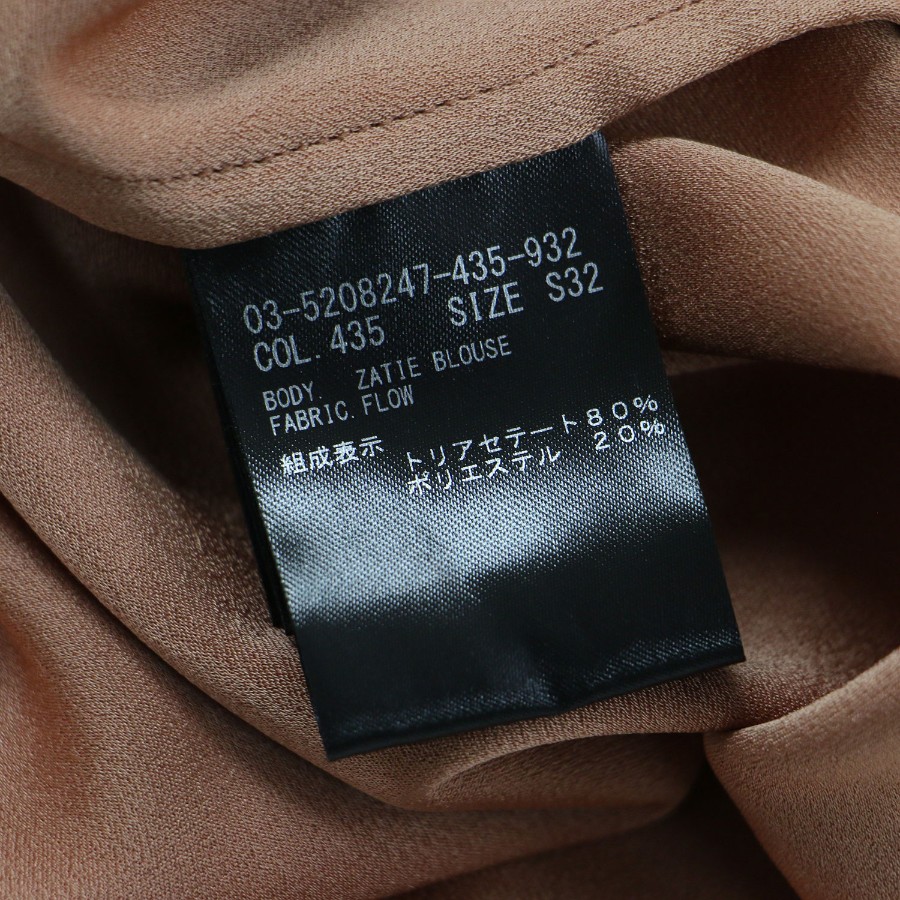 03-5208247-435-932
COL. 435 SIZE S32
BODY. ZATIE BLOUSE
FABRIC. FLOW
組成表示 トリアセテート80%
ポリエステル 20%